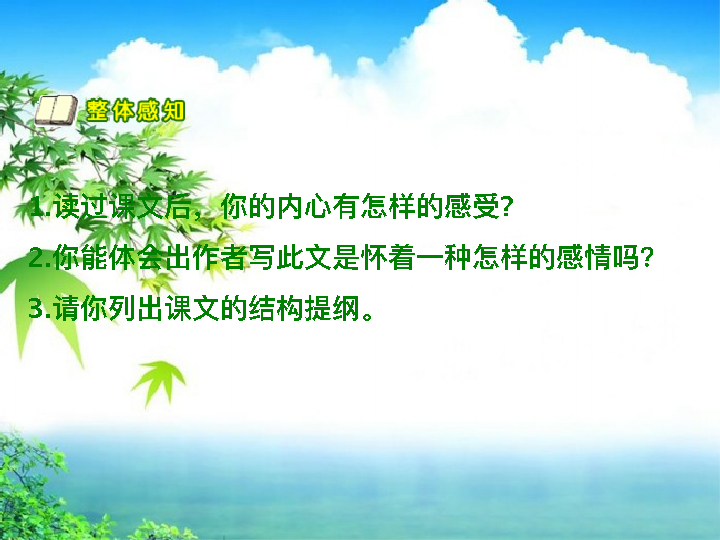 整体感知
1.读过课文后，你的内心有怎样的感受？
2.你能体会出作者写此文是怀着一种怎样的感情吗？
3.请你列出课文的结构提纲。